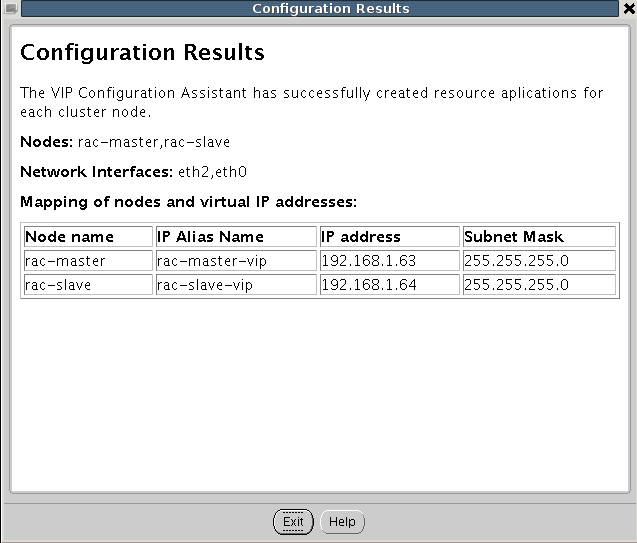 Configuration Results
Configuration Results
The VIP Configuration Assistant has successfully created resource aplications for
each cluster node.
Nodes: rac-master,rac-slave
Network Interfaces: eth2,eth0
Mapping of nodes and virtual IP addresses:
Node name IP Alias Name IP address Subnet Mask
rac-master rac-master-vip 192.168.1.63 255.255.255.0
rac-slave rac-slave-vip 192.168.1.64 255.255.255.0
Exit Help